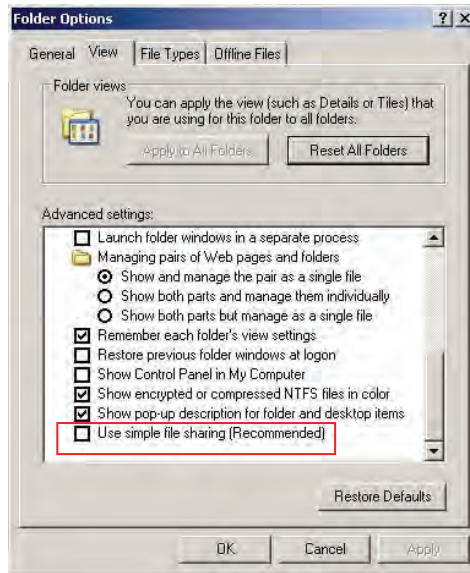 Folder Options
General View File Types Offline Files
Folder views
You can apply the view (such as Details or Tiles) that
you are using for this folder to all folders.
Apply to All Folders Reset All Folders
Advanced settings:
Launch folder windows in a separate process
Managing pairs of Web pages and folders
Show and manage the pair as a single file
Show both parts and manage them individually
Show both parts but manage as a single file
Remember each folder's view settings
Restore previous folder windows at logon
Show Control Panel in My Computer
Show encrypted or compressed NTFS files in color
Show pop-up description for folder and desktop items
Use simple file sharing (Recommended)
Restore Defaults
OK Cancel Apply